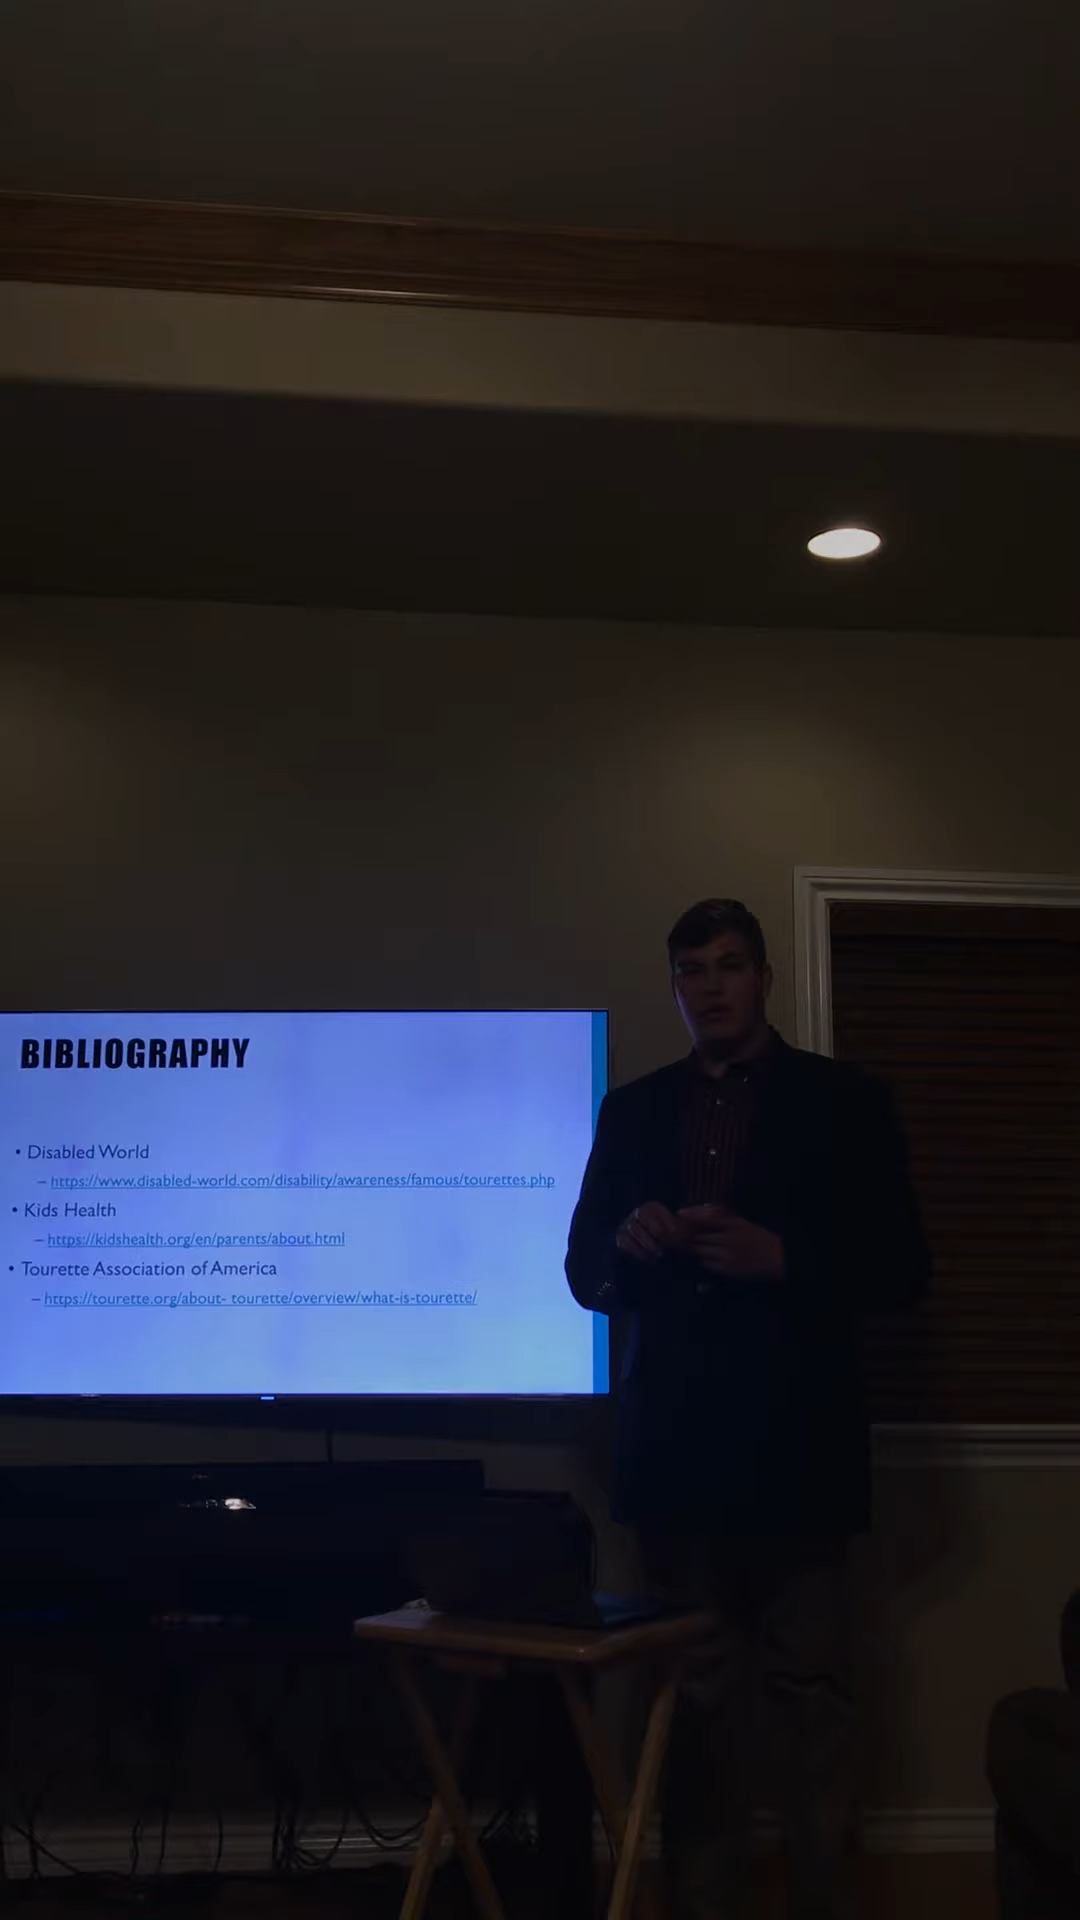 BIBLIOGRAPHY
• Disabled World
– https://www.disabled-world.com/disability/awareness/famous/tourettes.php
• Kids Health
– https://kidshealth.org/en/parents/about.html
• Tourette Association of America
– https://tourette.org/about- tourette/overview/what-is-tourette/